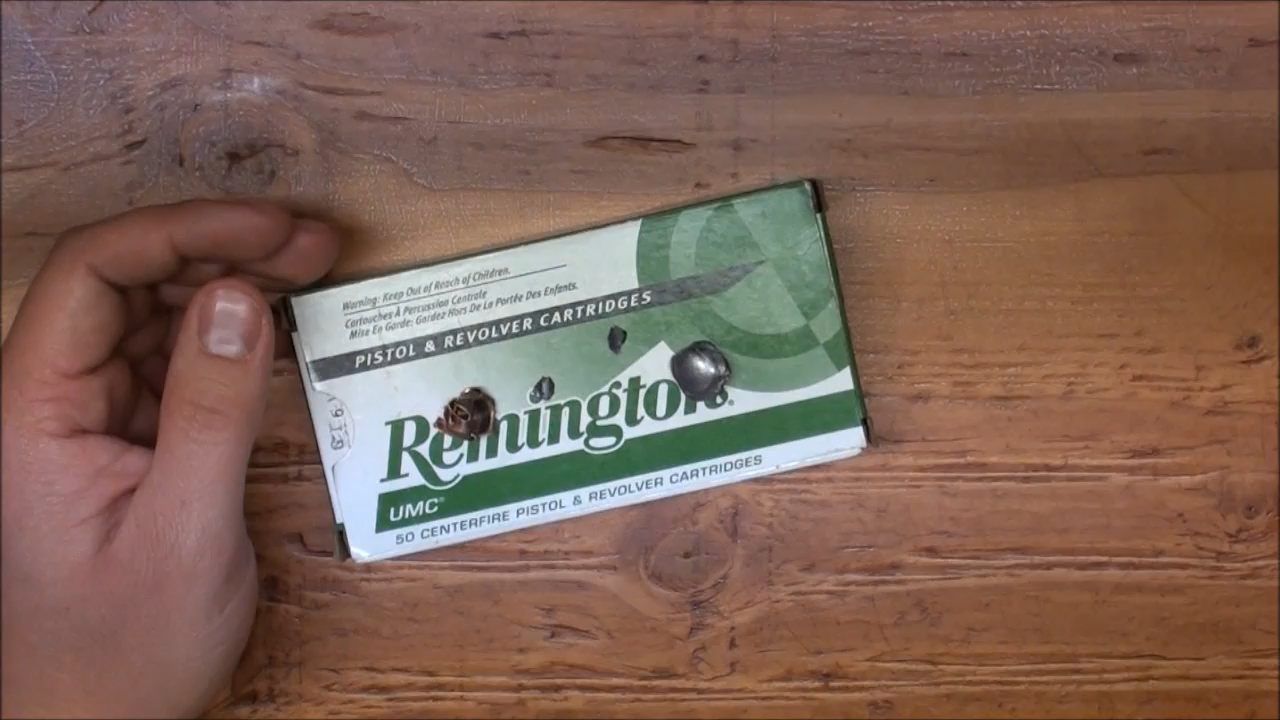 Warning: Keep Out of Reach of Children.
Cartouches À Percussion Centrale
Mise En Garde: Gardez Hors De La Portée Des Enfants.
PISTOL & REVOLVER CARTRIDGES
Remington.
UMC®
50 CENTERFIRE PISTOL & REVOLVER CARTRIDGES